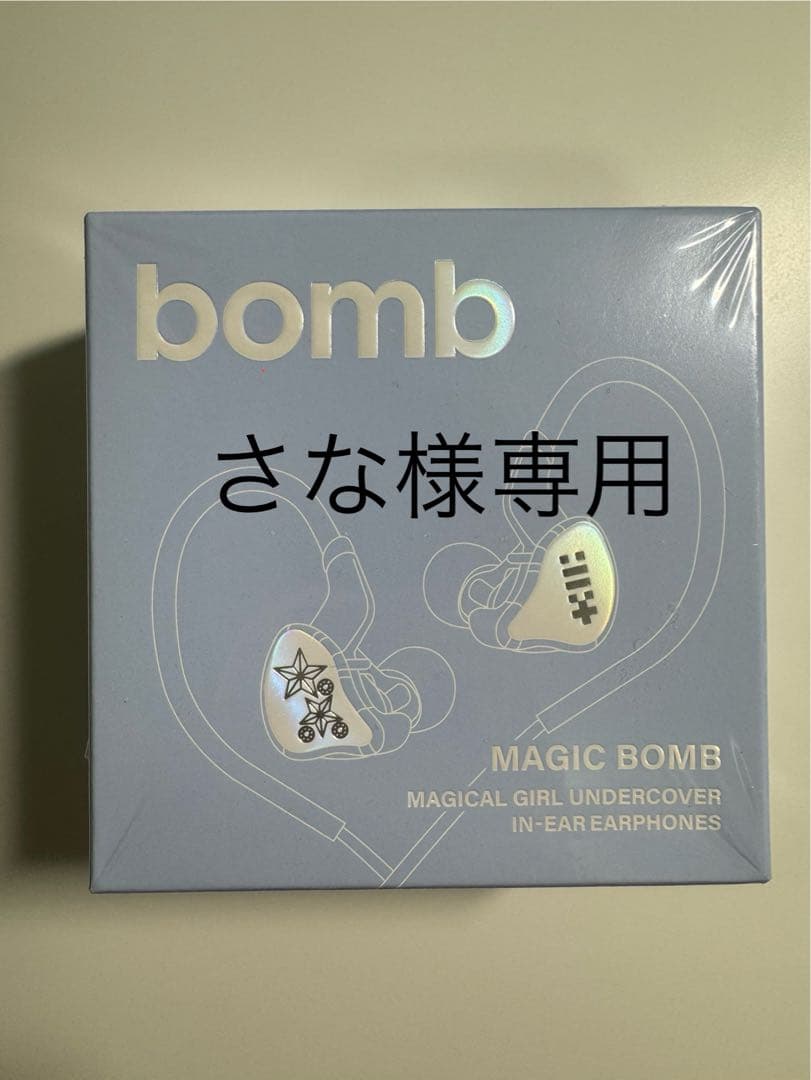 bomb
さな様専用
MAGIC BOMB
MAGICAL GIRL UNDERCOVER
IN-EAR EARPHONES